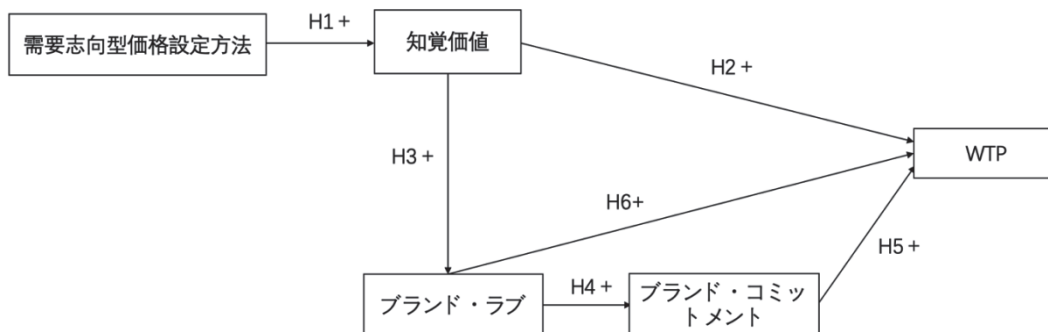 H1 +
需要志向型価格設定方法
知覚価値
H2 +
WTP
H3 +
H6+
H5 +
H4 +
ブランド・ラブ
ブランド・コミッ
トメント